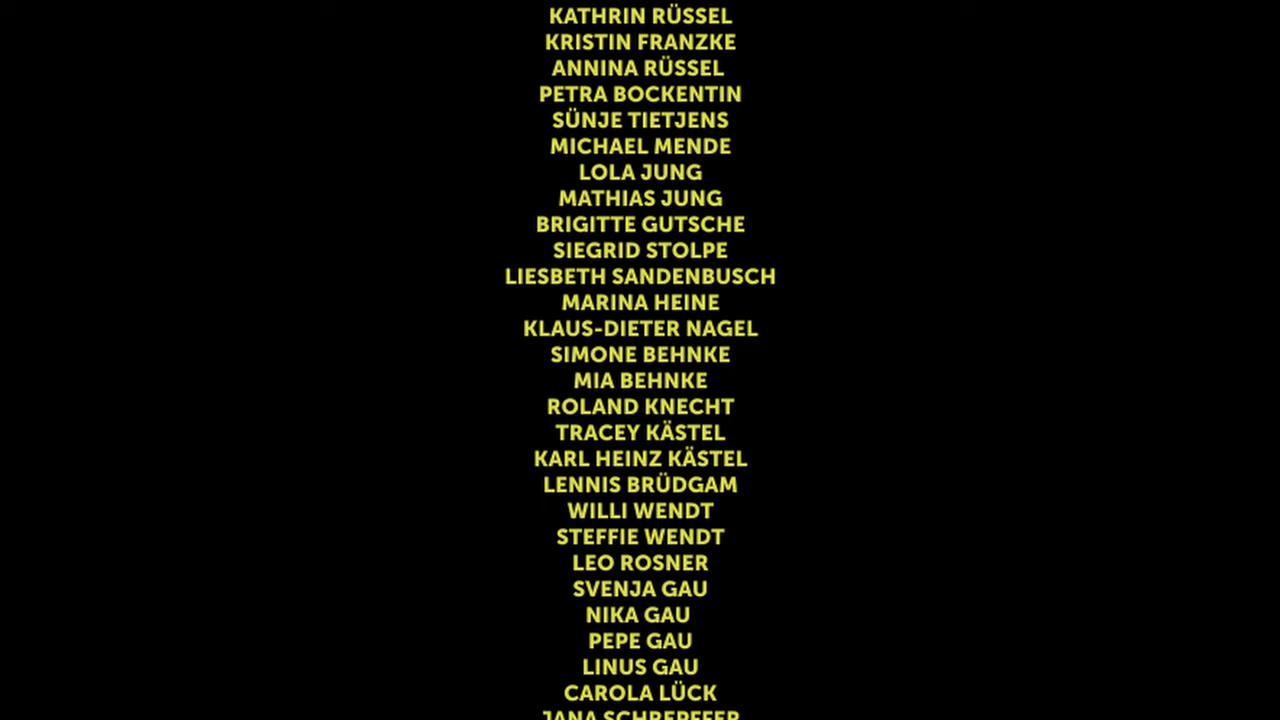 KATHRIN RÜSSEL
KRISTIN FRANZKE
ANNINA RÜSSEL
PETRA BOCKENTIN
SÜNJE TIETJENS
MICHAEL MENDE
LOLA JUNG
MATHIAS JUNG
BRIGITTE GUTSCHE
SIEGRID STOLPE
LIESBETH SANDENBUSCH
MARINA HEINE
KLAUS-DIETER NAGEL
SIMONE BEHNKE
MIA BEHNKE
ROLAND KNECHT
TRACEY KÄSTEL
KARL HEINZ KÄSTEL
LENNIS BRÜDGAM
WILLI WENDT
STEFFIE WENDT
LEO ROSNER
SVENJA GAU
NIKA GAU
PEPE GAU
LINUS GAU
CAROLA LÜCK
JANA SCHREPFER